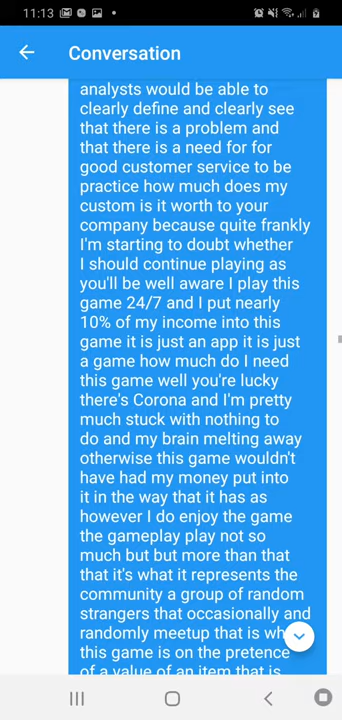 11:13
Conversation
analysts would be able to
clearly define and clearly see
that there is a problem and
that there is a need for for
good customer service to be
practice how much does my
custom is it worth to your
company because quite frankly
I'm starting to doubt whether
I should continue playing as
you'll be well aware I play this
game 24/7 and I put nearly
10% of my income into this
game it is just an app it is just
a game how much do I need
this game well you're lucky
there's Corona and I'm pretty
much stuck with nothing to
do and my brain melting away
otherwise this game wouldn't
have had my money put into
it in the way that it has as
however I do enjoy the game
the gameplay play not so
much but but more than that
that it's what it represents the
community a group of random
strangers that occasionally and
randomly meetup that is
this game is on the pretence
of a value of an item that is